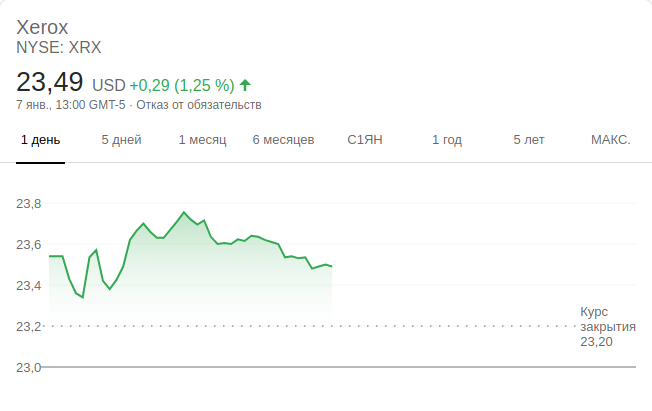 Xerox
NYSE: XRX
23,49 USD +0,29 (1,25 %)
7 янв., 13:00 GMT-5 · Отказ от обязательств
1 день 5 дней 1 месяц 6 месяцев С1ЯН 1 год 5 лет МАКС.
23,8
23,6
23,4
23,2
23,0
Курс
закрытия
23,20